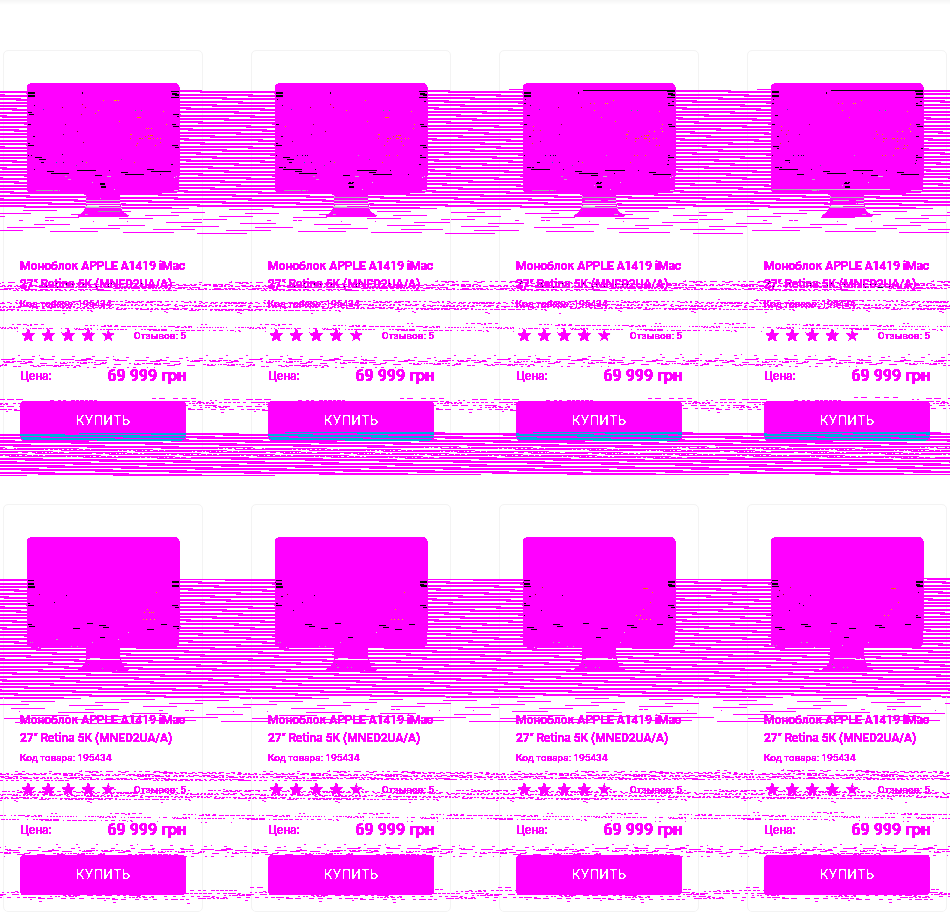 Моноблок APPLE A1419 iMac
27" Retina 5K (MNED2UA/A)
Код товара: 195434
Отзывов: 5
Цена: 69 999 грн
КУПИТЬ
Моноблок APPLE A1419 iMac
27" Retina 5K (MNED2UA/A)
Код товара: 195434
Отзывов: 5
Цена: 69 999 грн
КУПИТЬ
Моноблок APPLE A1419 iMac
27" Retina 5K (MNED2UA/A)
Код товара: 195434
Отзывов: 5
Цена: 69 999 грн
КУПИТЬ
Моноблок APPLE A1419 iMac
27" Retina 5K (MNED2UA/A)
Код товара: 195434
Отзывов: 5
Цена: 69 999 грн
КУПИТЬ
Моноблок APPLE A1419 iMac
27" Retina 5K (MNED2UA/A)
Код товара: 195434
Отзывов: 5
Цена: 69 999 грн
КУПИТЬ
Моноблок APPLE A1419 iMac
27" Retina 5K (MNED2UA/A)
Код товара: 195434
Отзывов: 5
Цена: 69 999 грн
КУПИТЬ
Моноблок APPLE A1419 iMac
27" Retina 5K (MNED2UA/A)
Код товара: 195434
Отзывов: 5
Цена: 69 999 грн
КУПИТЬ
Моноблок APPLE A1419 iMac
27" Retina 5K (MNED2UA/A)
Код товара: 195434
Отзывов: 5
Цена: 69 999 грн
КУПИТЬ